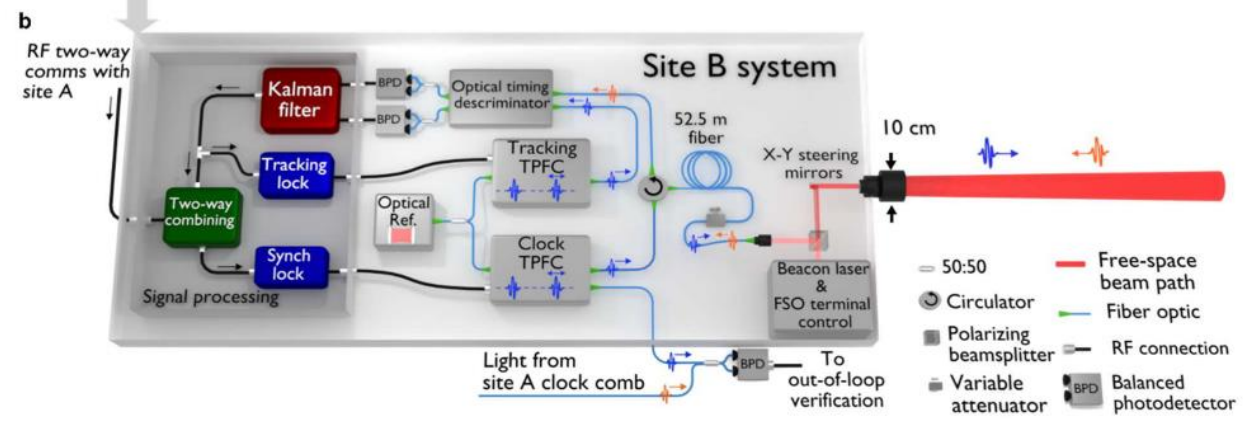 b
RF two-way
comms with
site A
Site B system
Kalman
filter
BPD
BPD
Optical timing
descriminator
52.5 m
fiber
10 cm
X-Y steering
mirrors
Tracking
lock
Tracking
TPFC
Two-way
combining
Optical
Ref.
Synch
lock
Clock
TPFC
Signal processing
Beacon laser
&
FSO terminal
control
Light from
site A clock comb
BPD
To
out-of-loop
verification
50:50
Circulator
Polarizing
beamsplitter
Variable
attenuator
Free-space
beam path
Fiber optic
RF connection
BPD
Balanced
photodetector